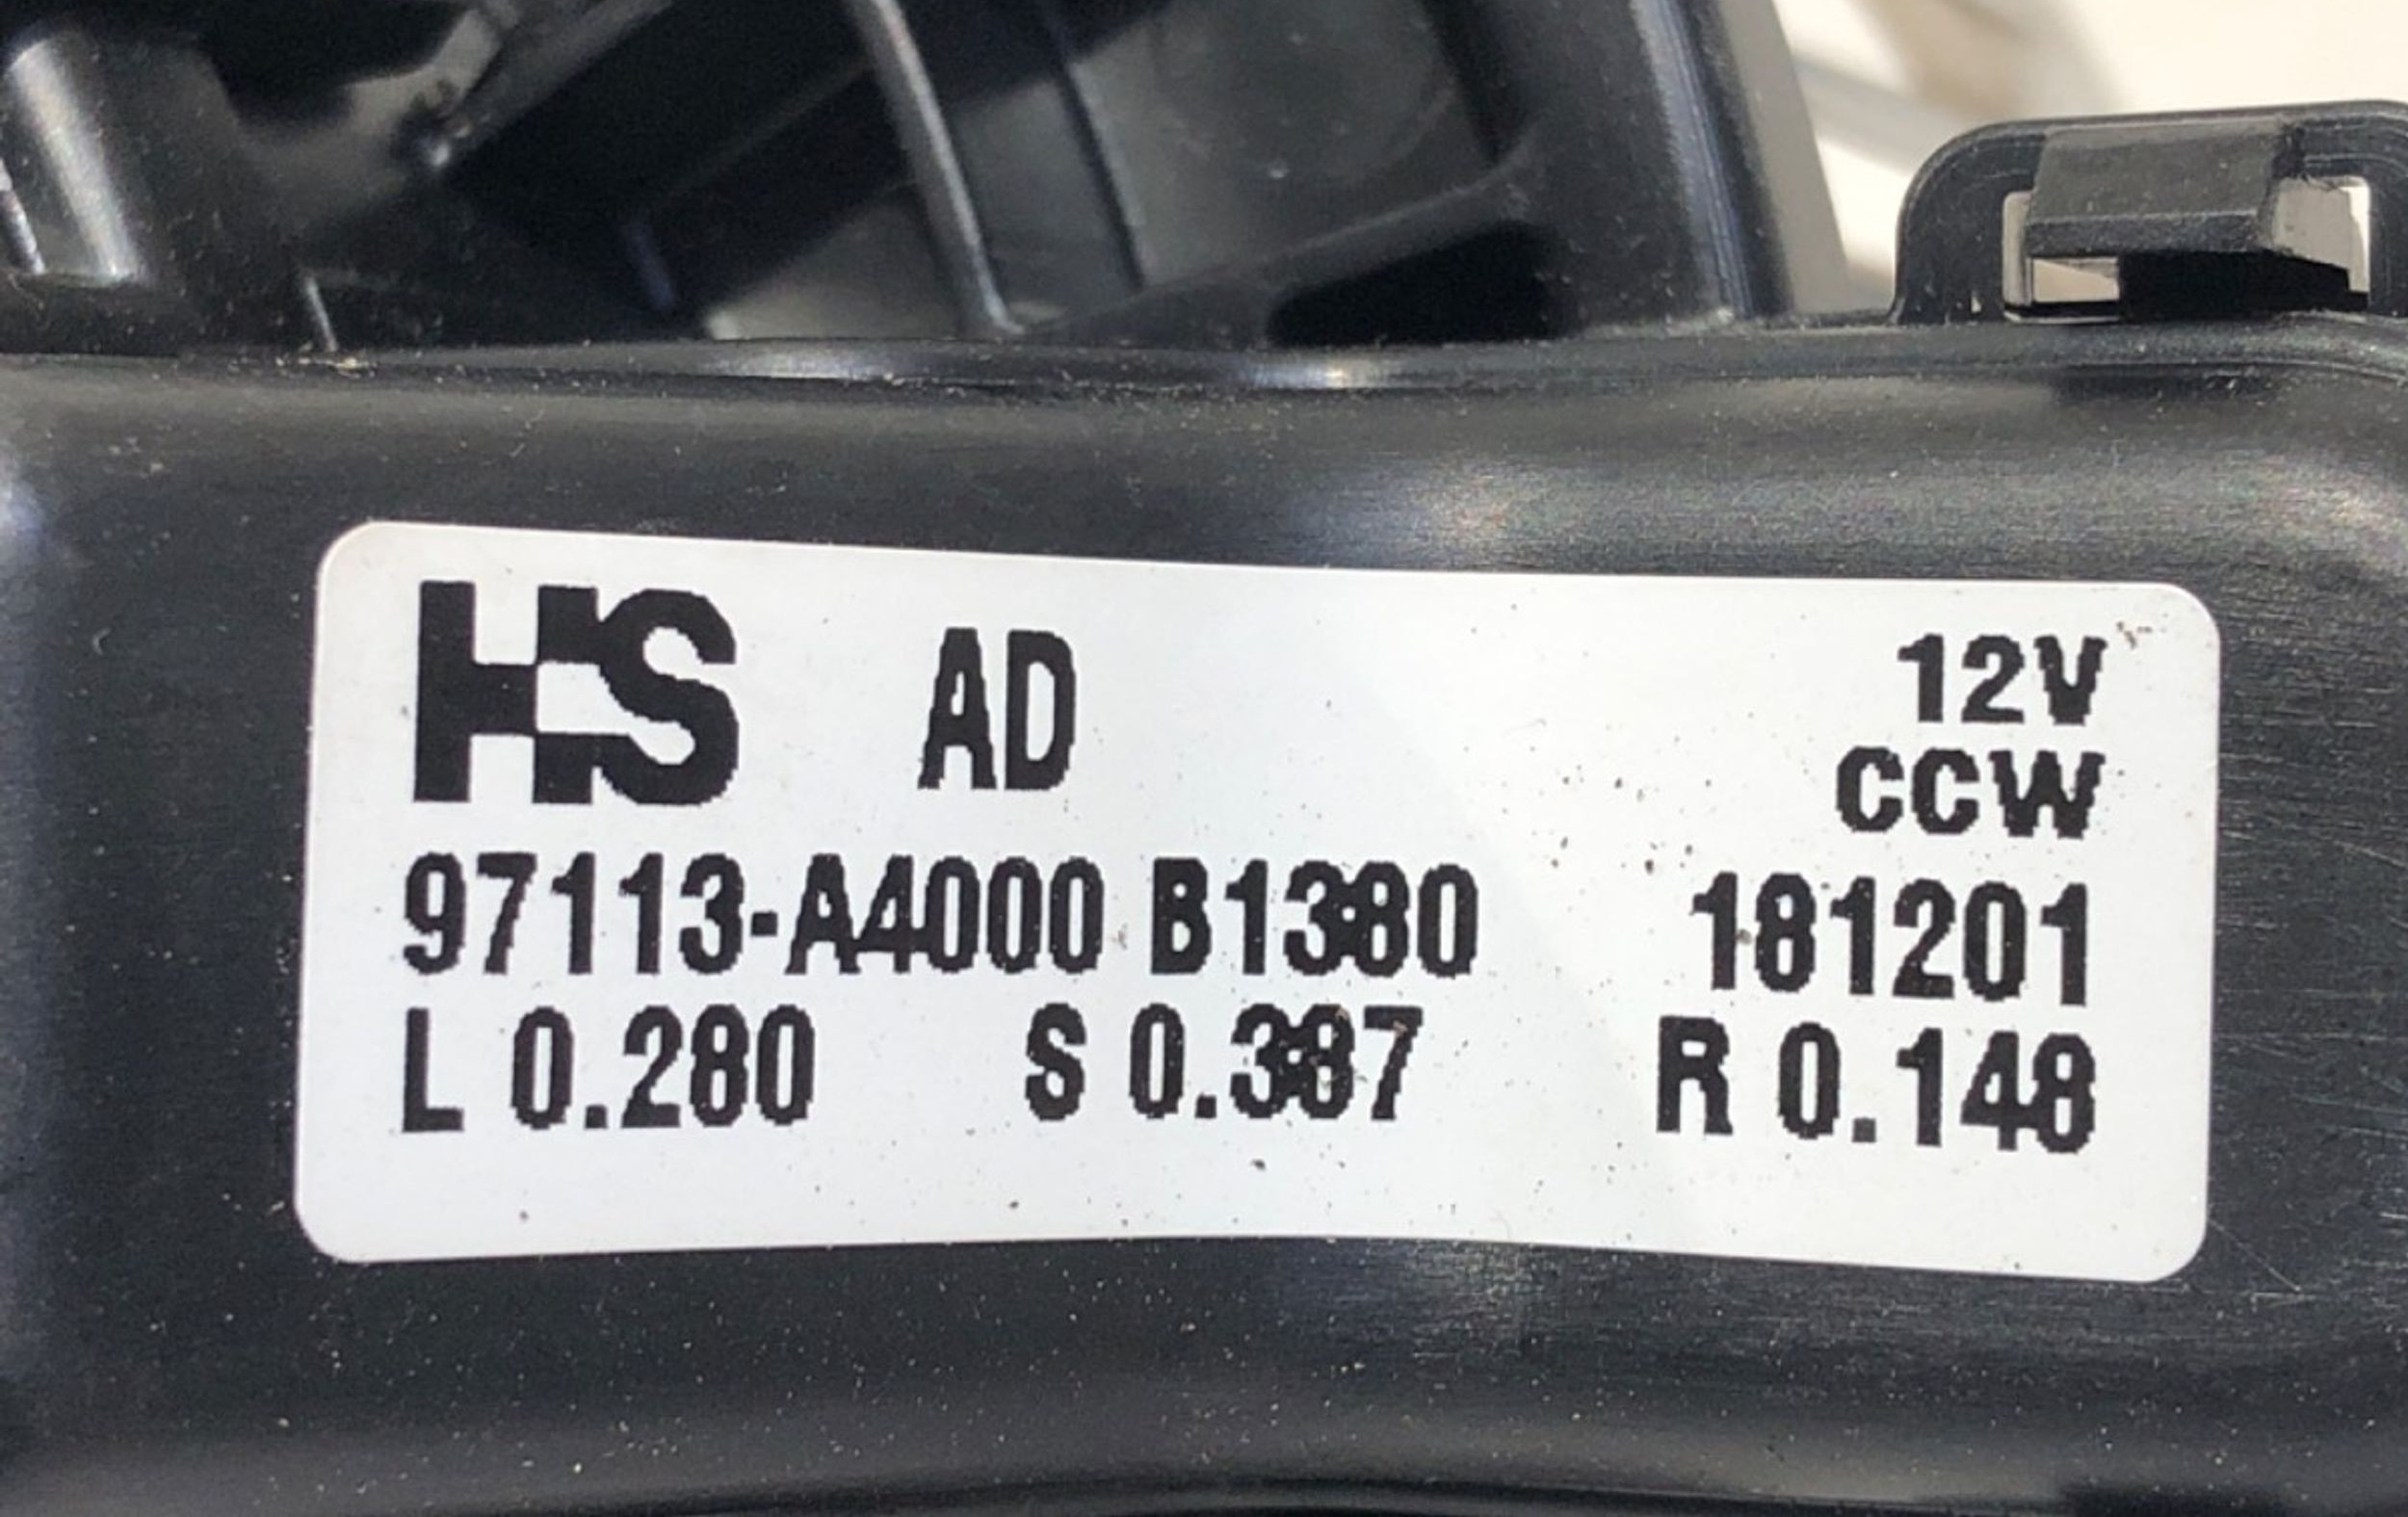 HS AD 12V
CCW
97113-A4000 B1380 181201
L 0.280 S 0.387 R 0.148